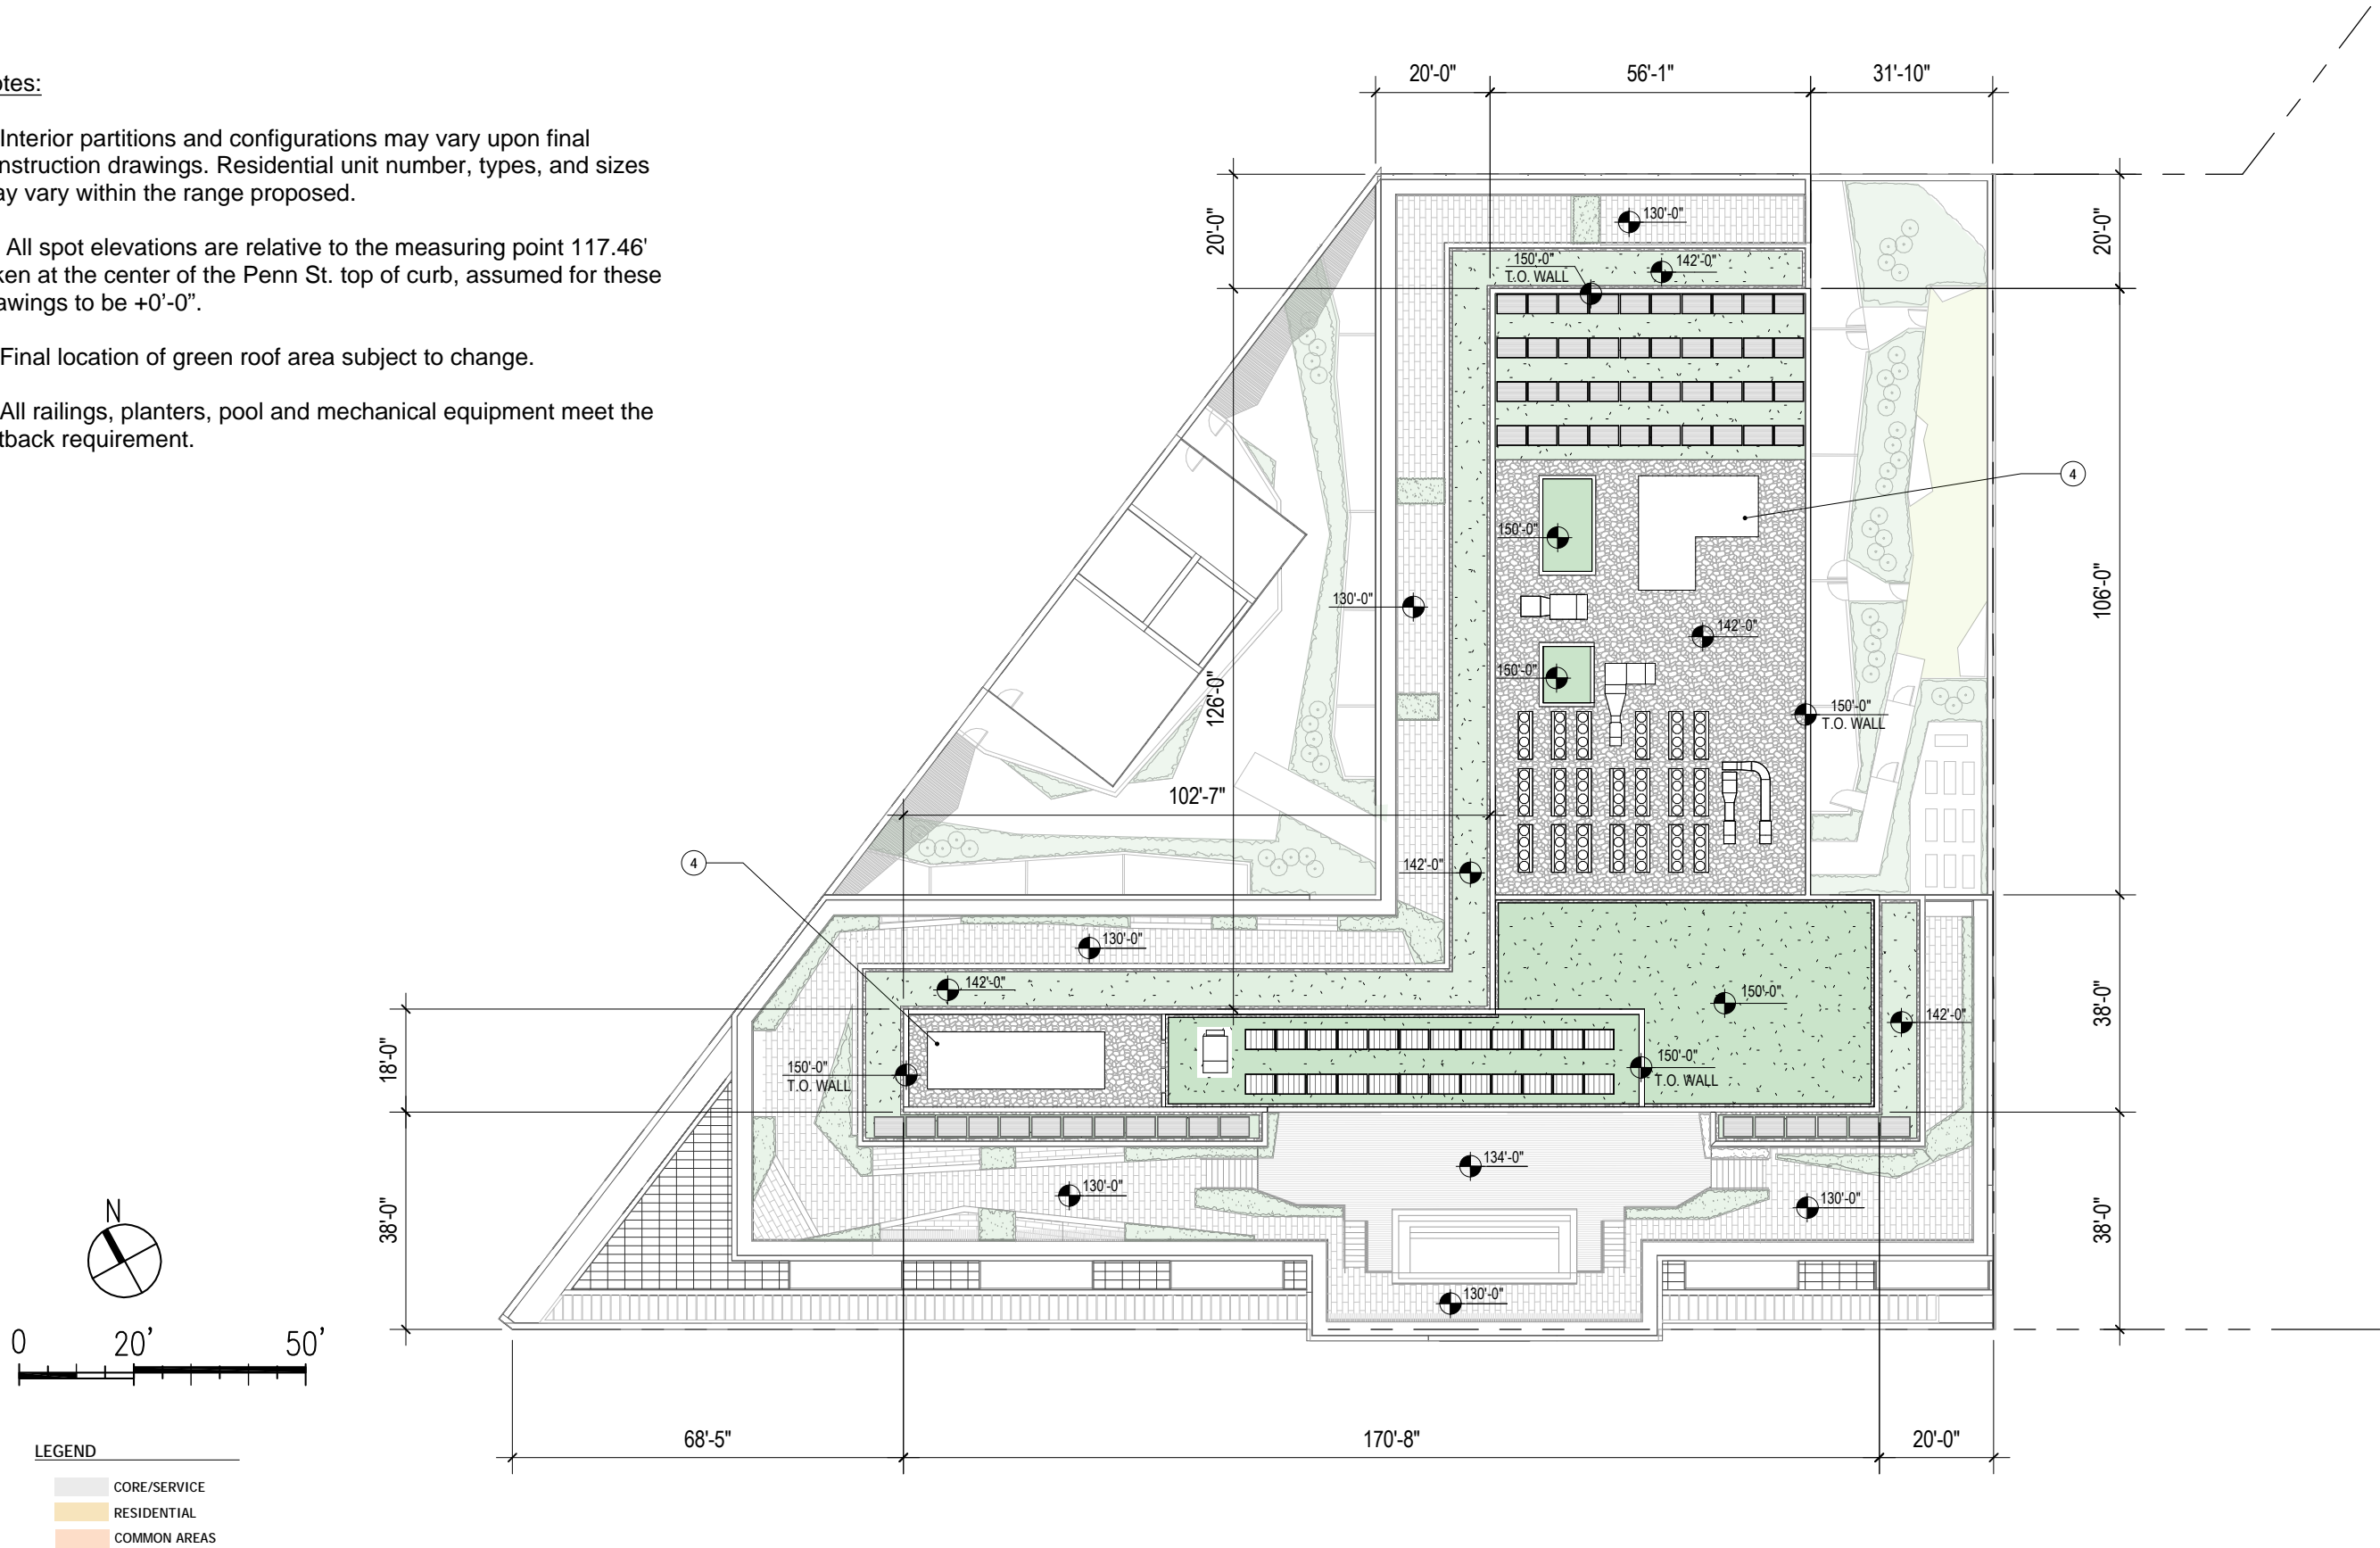 otes:
Interior partitions and configurations may vary upon final
nstruction drawings. Residential unit number, types, and sizes
ay vary within the range proposed.
All spot elevations are relative to the measuring point 117.46'
ken at the center of the Penn St. top of curb, assumed for these
awings to be +0'-0".
Final location of green roof area subject to change.
All railings, planters, pool and mechanical equipment meet the
tback requirement.
20'-0" 56'-1" 31'-10"
20'-0"
20'-0"
130'-0"
150'-0"
T.O. WALL
142'-0"
4
150'-0"
106'-0"
130'-0"
142'-0"
150'-0"
126'-0"
150'-0"
T.O. WALL
102'-7"
4
142'-0"
130'-0"
142'-0"
150'-0"
142'-0"
38'-0"
18'-0"
150'-0"
T.O. WALL
150'-0"
T.O. WALL
134'-0"
130'-0"
130'-0"
38'-0"
38'-0"
130'-0"
N
0 20' 50'
68'-5" 170'-8" 20'-0"
LEGEND
CORE/SERVICE
RESIDENTIAL
COMMON AREAS